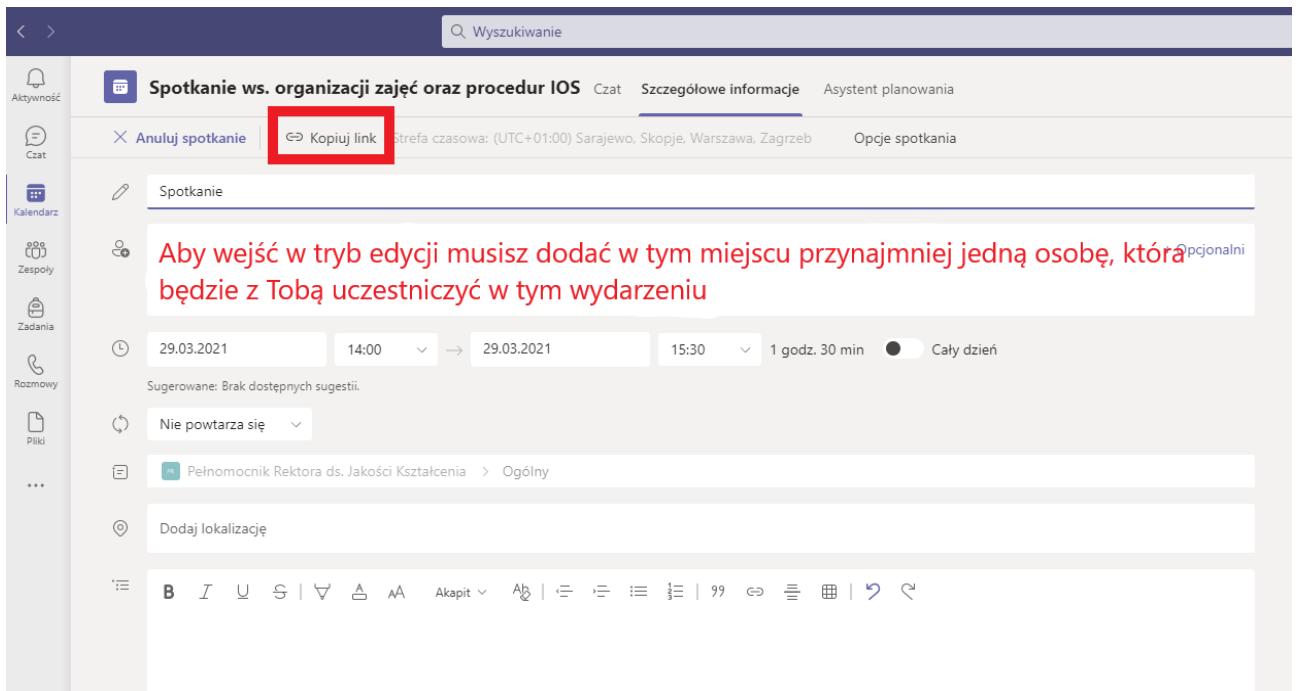 Wyszukiwanie
Aktywność
Czat
Kalendarz
Zespoły
Zadania
Rozmowy
Pliki
Spotkanie ws. organizacji zajęć oraz procedur IOS Czat Szczegółowe informacje Asystent planowania
Anuluj spotkanie Kopiuj link Strefa czasowa: (UTC+01:00) Sarajewo, Skopje, Warszawa, Zagrzeb Opcje spotkania
Spotkanie
Aby wejść w tryb edycji musisz dodać w tym miejscu przynajmniej jedną osobę, która
Opcjonalni
będzie z Tobą uczestniczyć w tym wydarzeniu
29.03.2021 14:00 → 29.03.2021 15:30 1 godz. 30 min Cały dzień
Sugerowane: Brak dostępnych sugestii.
Nie powtarza się
Pełnomocnik Rektora ds. Jakości Kształcenia > Ogólny
Dodaj lokalizację
B I U S A AA Akapit Ab 99